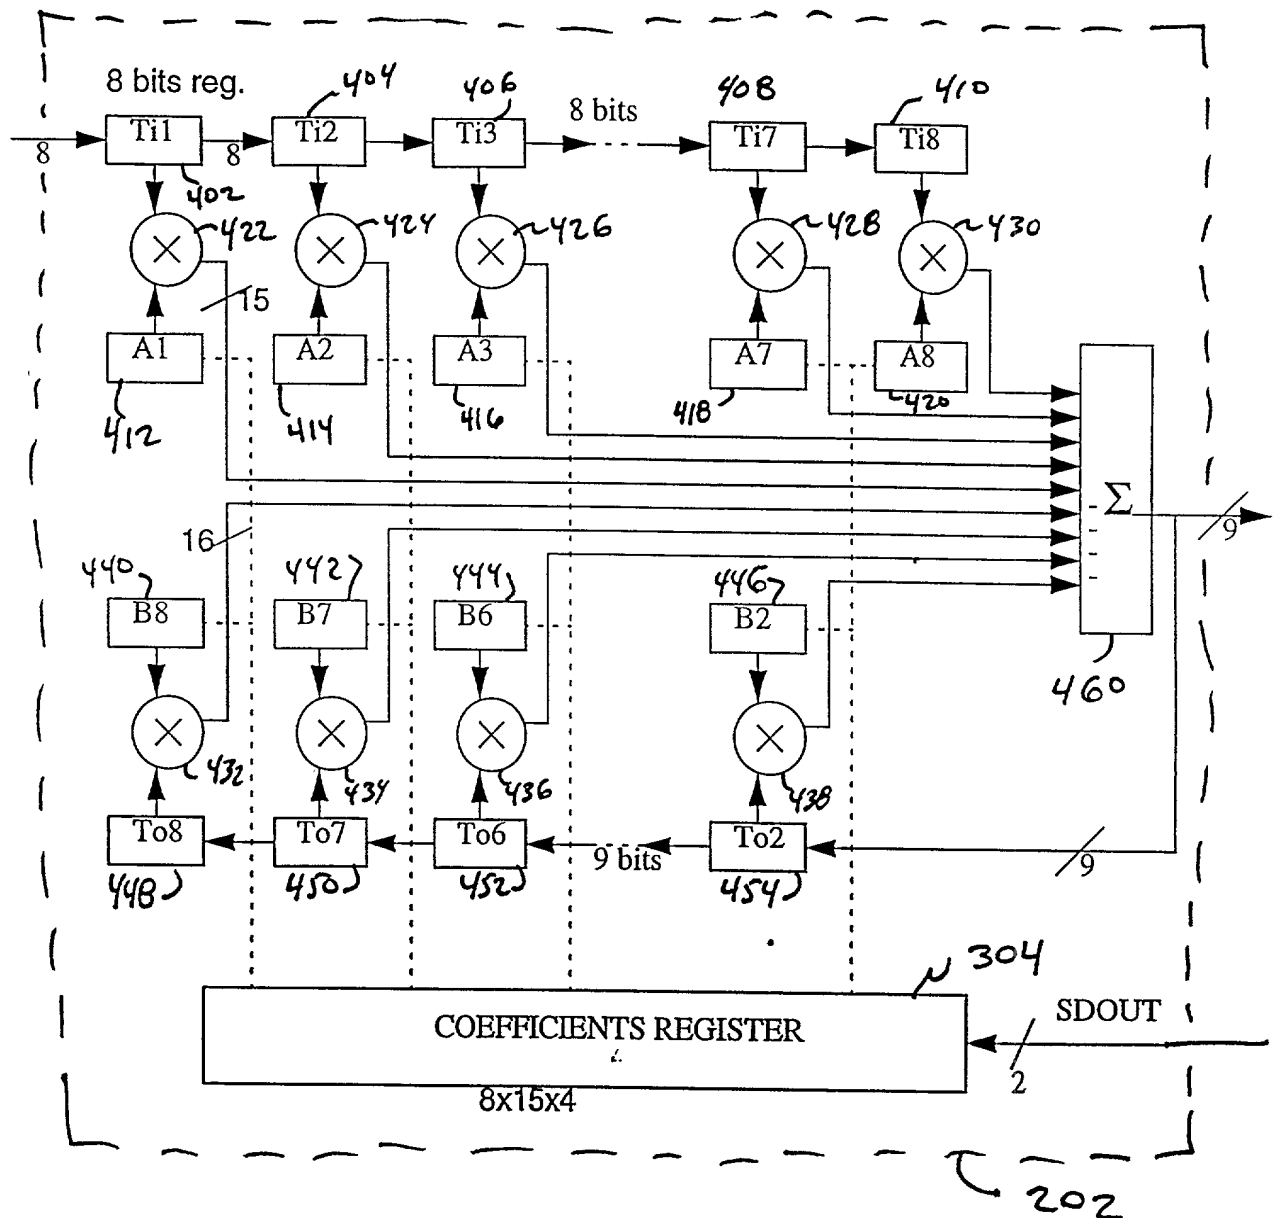 8 bits reg.
404
406
408
410
8 bits
Ti1
Ti2
Ti3
Ti7
Ti8
8
8
402
422
424
426
428
430
×
×
×
×
×
15
A1
A2
A3
A7
A8
412
414
416
418
420
Σ
-
-
-
-
16
9
440
442
444
446
B8
B7
B6
B2
460
×
×
×
×
432
434
436
438
To8
To7
To6
9 bits
To2
9
448
450
452
454
304
COEFFICIENTS REGISTER
SDOUT
2
8x15x4
202